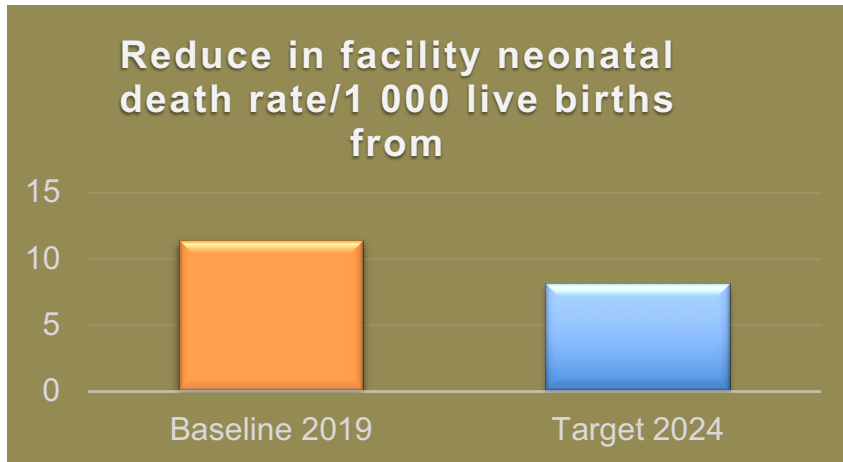 Reduce in facility neonatal
death rate/1 000 live births
from
15
10
5
0
Baseline 2019
Target 2024